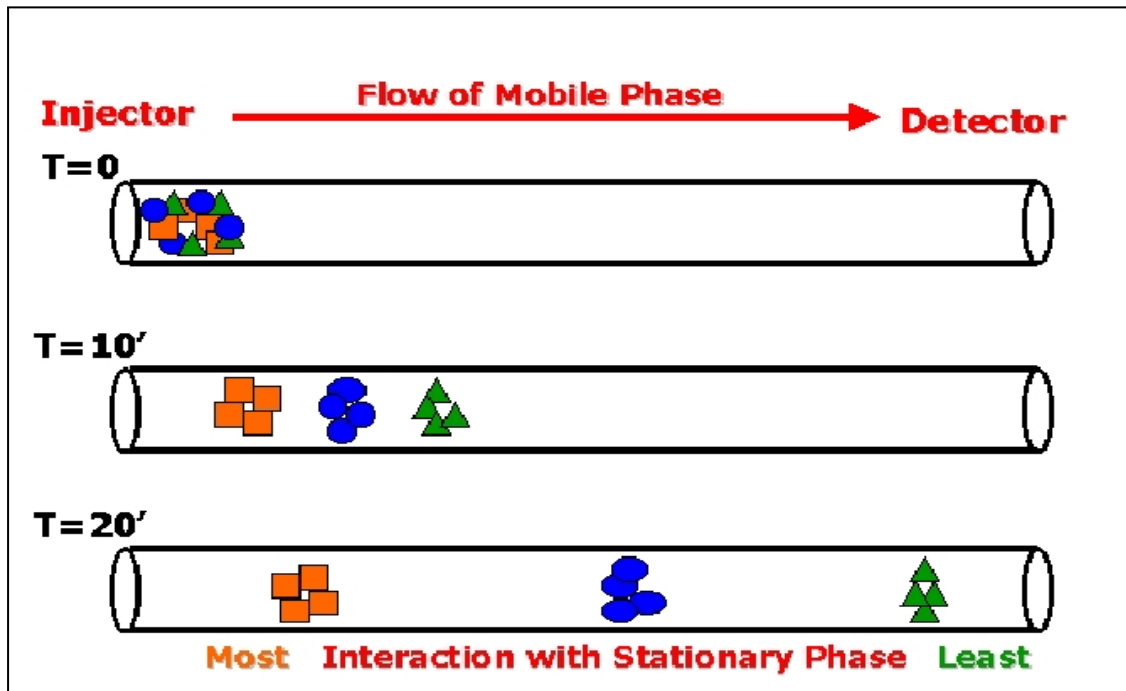 Flow of Mobile Phase
Injector
Detector
T=0
T=10′
T=20′
Most Interaction with Stationary Phase Least